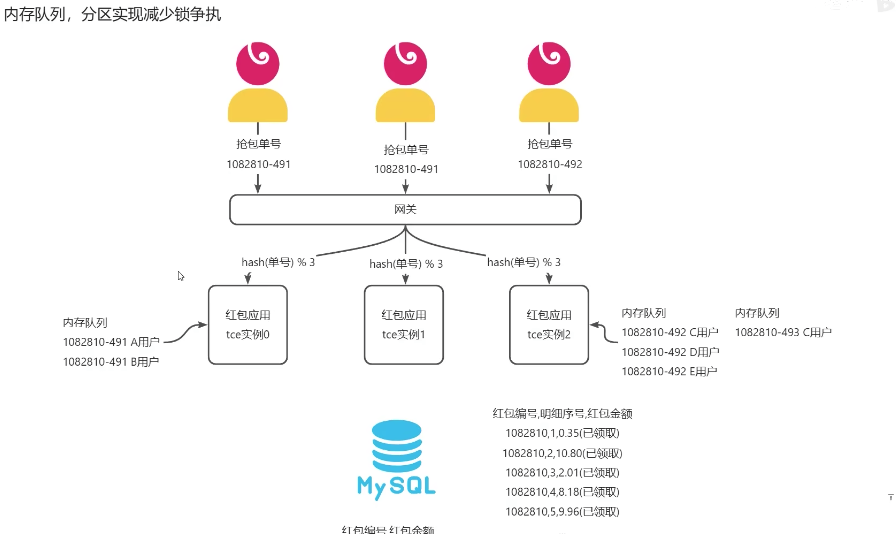 内存队列，分区实现减少锁争执
抢包单号
1082810-491
抢包单号
1082810-491
抢包单号
1082810-492
网关
hash(单号) % 3
hash(单号) % 3
hash(单号) % 3
红包应用
tce实例0
红包应用
tce实例1
红包应用
tce实例2
内存队列
1082810-491 A用户
1082810-491 B用户
内存队列
1082810-492 C用户
1082810-492 D用户
1082810-492 E用户
内存队列
1082810-493 C用户
MySQL
红包编号,明细序号,红包金额
1082810,1,0.35(已领取)
1082810,2,10.80(已领取)
1082810,3,2.01(已领取)
1082810,4,8.18(已领取)
1082810,5,9.96(已领取)
红包编号,红包金额